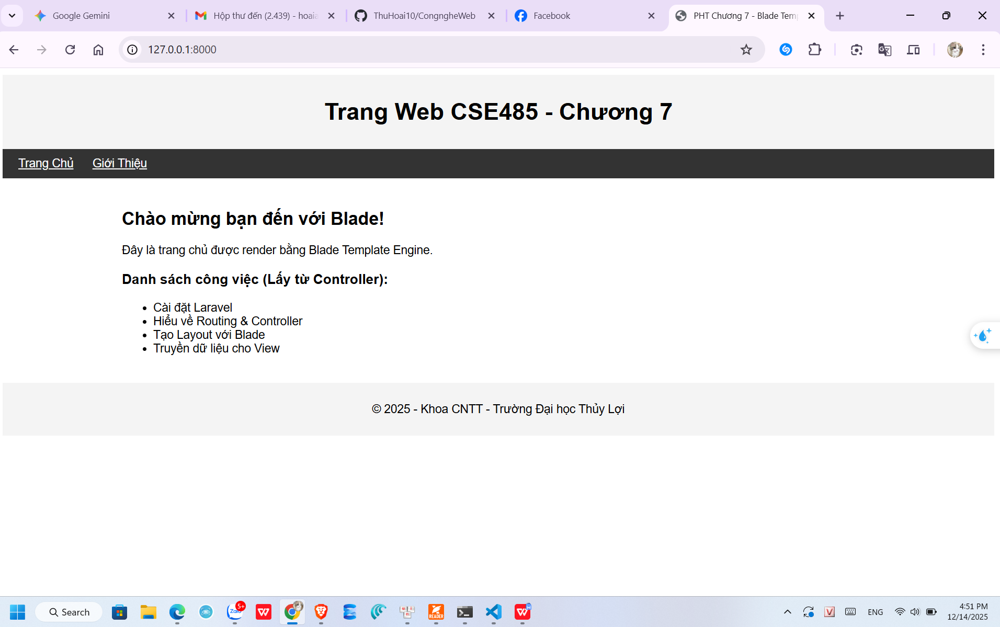 Google Gemini
Hộp thư đến (2.439) - hoaia
ThuHoai10/CongngheWeb
Facebook
PHT Chương 7 - Blade Temp
127.0.0.1:8000
Trang Web CSE485 - Chương 7
Trang Chủ Giới Thiệu
Chào mừng bạn đến với Blade!
Đây là trang chủ được render bằng Blade Template Engine.
Danh sách công việc (Lấy từ Controller):
Cài đặt Laravel
Hiểu về Routing & Controller
Tạo Layout với Blade
Truyền dữ liệu cho View
© 2025 - Khoa CNTT - Trường Đại học Thủy Lợi
Search
Zalo
5+
READER
ENG
4:51 PM
12/14/2025